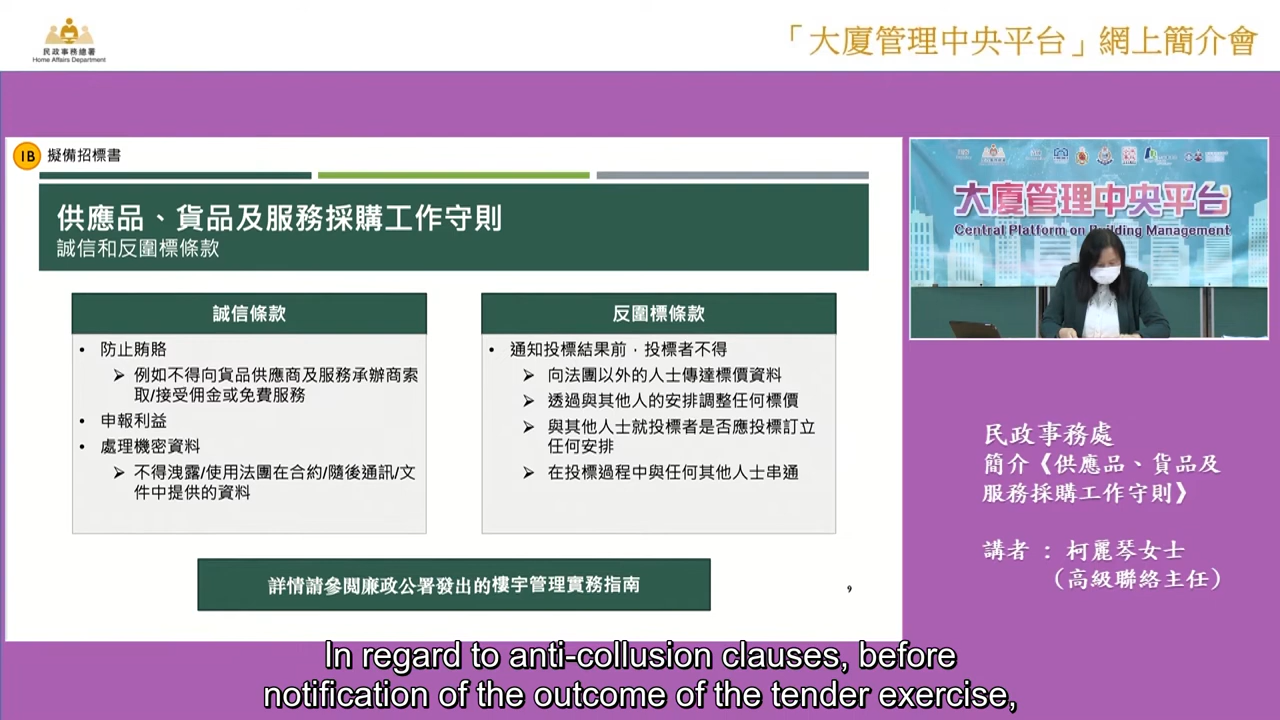 民政事務總署
Home Affairs Department
「大廈管理中央平台」網上簡介會
1B 擬備招標書
供應品、貨品及服務採購工作守則
誠信和反圍標條款
誠信條款
• 防止賄賂
➢ 例如不得向貨品供應商及服務承辦商索
取/接受佣金或免費服務
• 申報利益
• 處理機密資料
➢ 不得洩露/使用法團在合約/隨後通訊/文
件中提供的資料
反圍標條款
• 通知投標結果前，投標者不得
➢ 向法團以外的人士傳達標價資料
➢ 透過與其他人的安排調整任何標價
➢ 與其他人士就投標者是否應投標訂立
任何安排
➢ 在投標過程中與任何其他人士串通
詳情請參閱廉政公署發出的樓宇管理實務指南
9
大廈管理中央平台
Central Platform on Building Management
民政事務處
簡介《供應品、貨品及
服務採購工作守則》
講者 ： 柯麗琴女士
（高級聯絡主任）
In regard to anti-collusion clauses, before
notification of the outcome of the tender exercise,